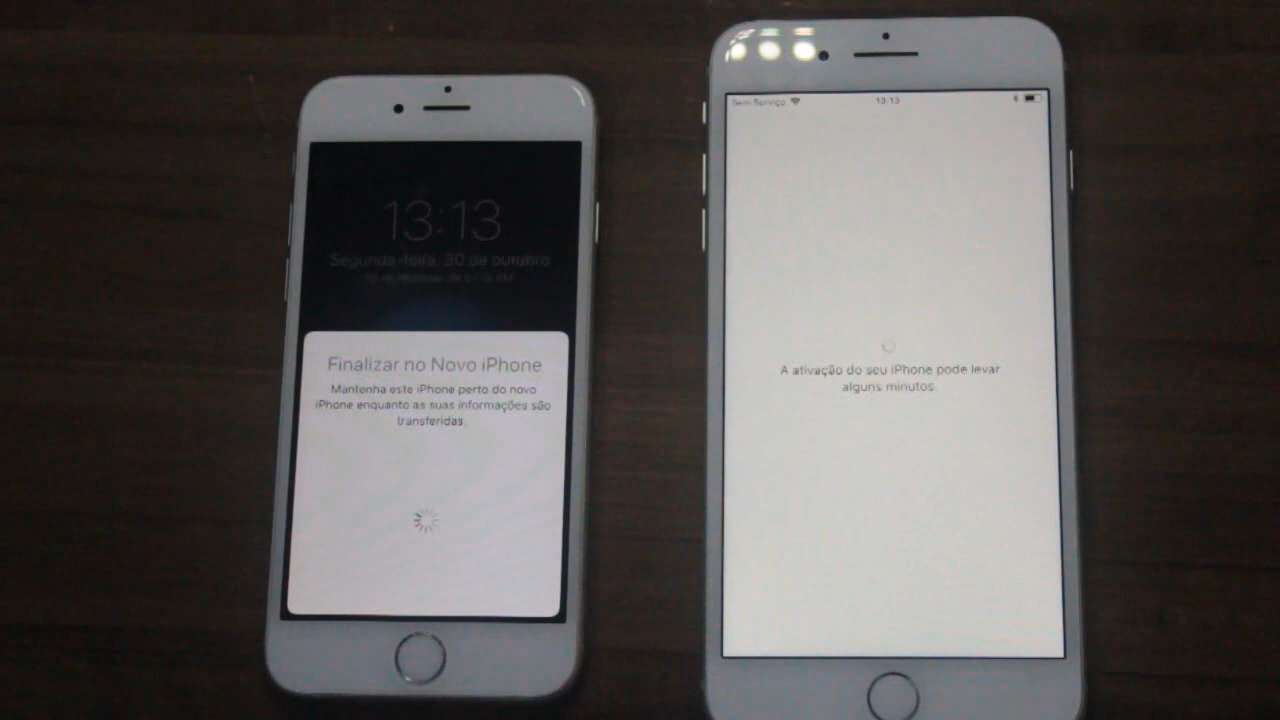 13:13
Segunda-feira, 30 de outubro
Finalizar no Novo iPhone
Mantenha este iPhone perto do novo
iPhone enquanto as suas informações são
transferidas.
Sem Serviço
13:13
A ativação do seu iPhone pode levar
alguns minutos.